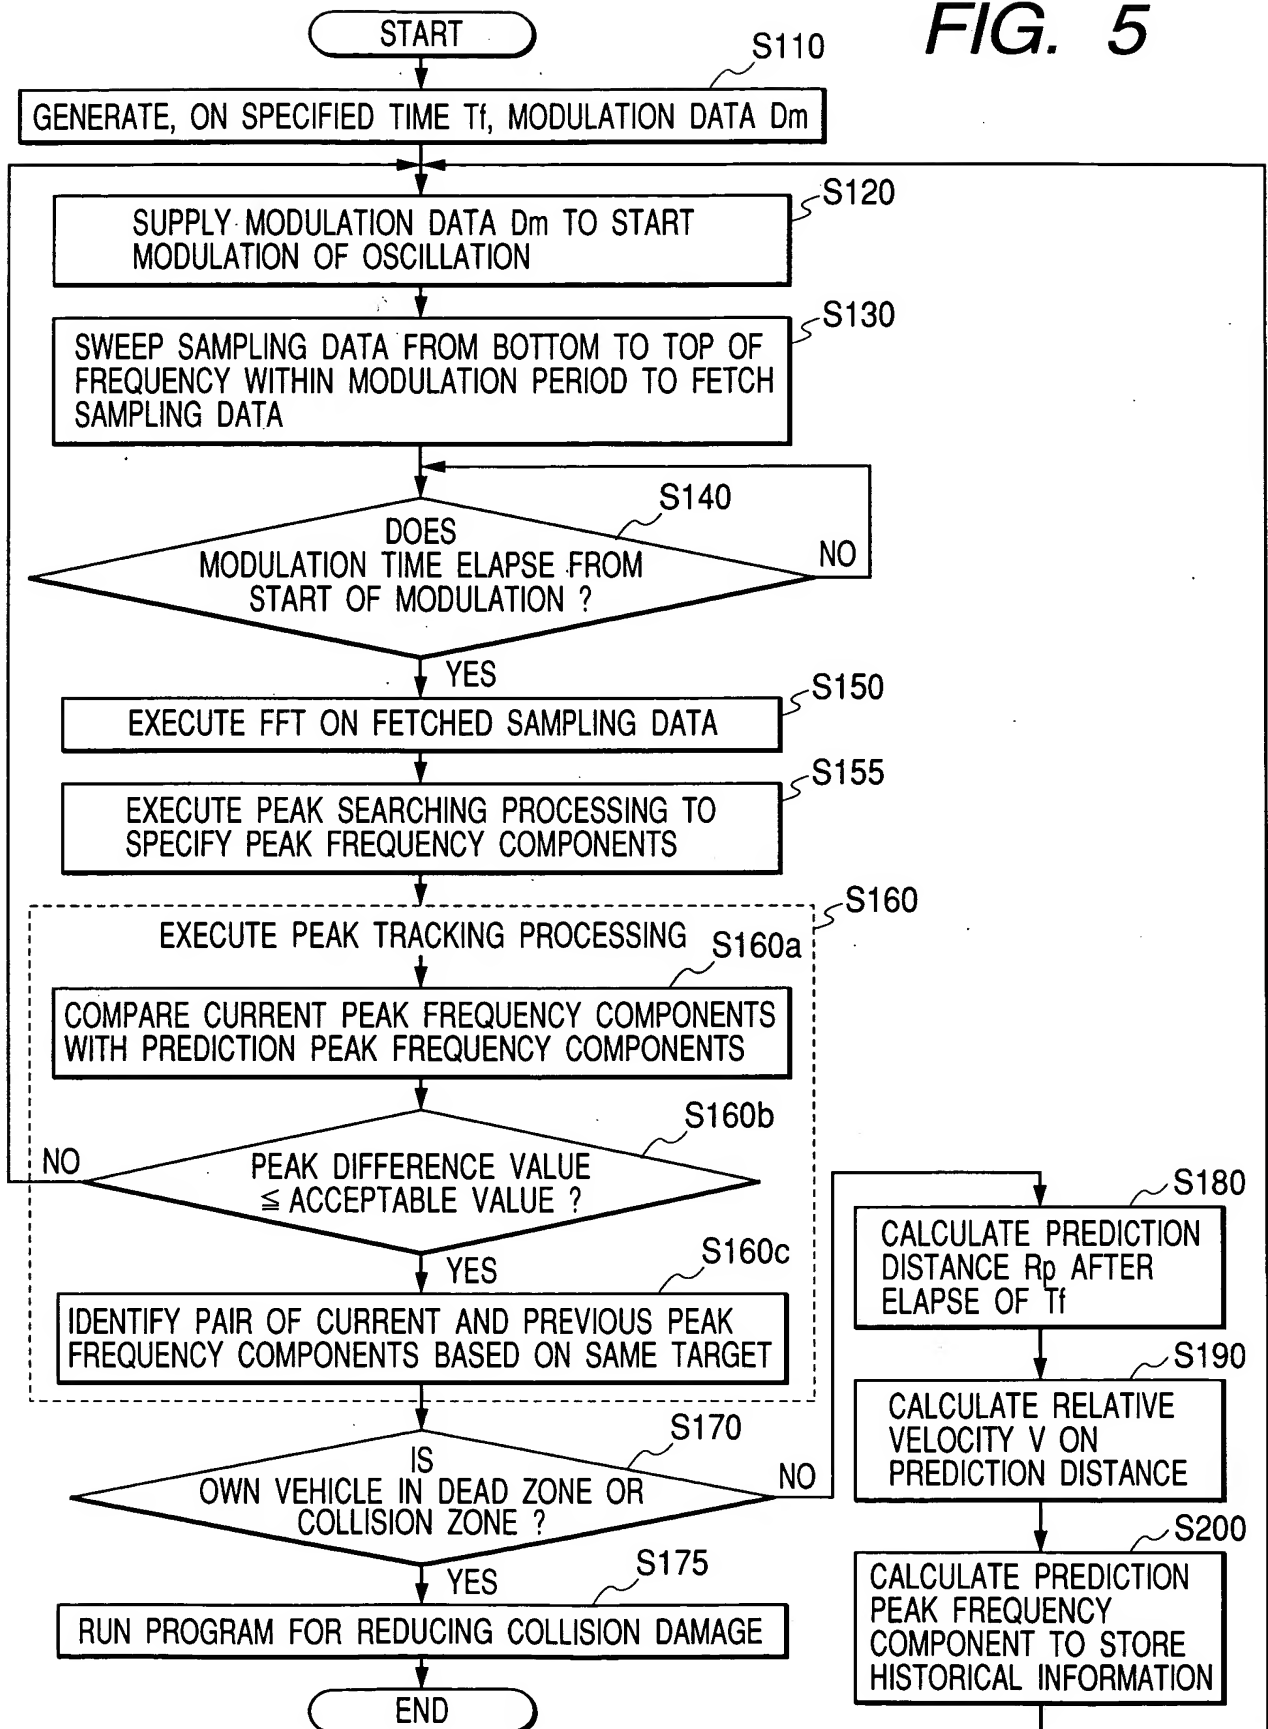 FIG. 5
START
S110
GENERATE, ON SPECIFIED TIME Tf, MODULATION DATA Dm
S120
SUPPLY MODULATION DATA Dm TO START
MODULATION OF OSCILLATION
S130
SWEEP SAMPLING DATA FROM BOTTOM TO TOP OF
FREQUENCY WITHIN MODULATION PERIOD TO FETCH
SAMPLING DATA
S140
DOES
MODULATION TIME ELAPSE FROM
START OF MODULATION ?
NO
YES
S150
EXECUTE FFT ON FETCHED SAMPLING DATA
S155
EXECUTE PEAK SEARCHING PROCESSING TO
SPECIFY PEAK FREQUENCY COMPONENTS
S160
EXECUTE PEAK TRACKING PROCESSING
S160a
COMPARE CURRENT PEAK FREQUENCY COMPONENTS
WITH PREDICTION PEAK FREQUENCY COMPONENTS
S160b
PEAK DIFFERENCE VALUE
≦ ACCEPTABLE VALUE ?
NO
YES
S160c
IDENTIFY PAIR OF CURRENT AND PREVIOUS PEAK
FREQUENCY COMPONENTS BASED ON SAME TARGET
S170
IS
OWN VEHICLE IN DEAD ZONE OR
COLLISION ZONE ?
NO
YES
S175
RUN PROGRAM FOR REDUCING COLLISION DAMAGE
END
S180
CALCULATE PREDICTION
DISTANCE Rp AFTER
ELAPSE OF Tf
S190
CALCULATE RELATIVE
VELOCITY V ON
PREDICTION DISTANCE
S200
CALCULATE PREDICTION
PEAK FREQUENCY
COMPONENT TO STORE
HISTORICAL INFORMATION